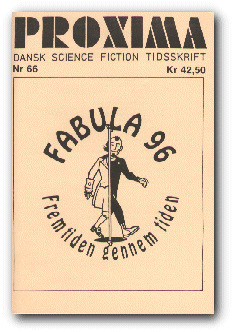 PROXIMA
DANSK SCIENCE FICTION TIDSSKRIFT
Nr 66 Kr 42,50
FABULA 96
Fremtiden gennem tiden